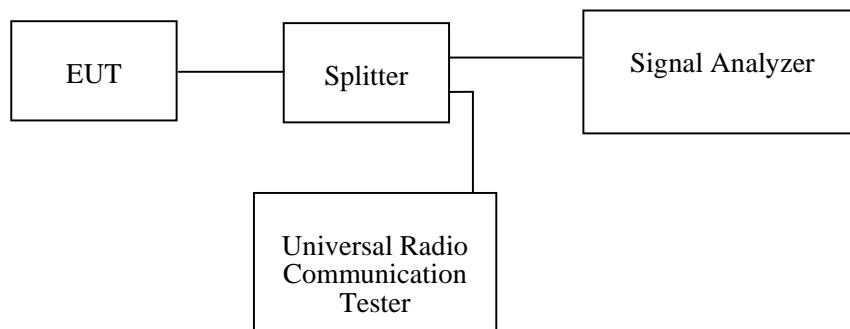 EUT
Splitter
Signal Analyzer
Universal Radio
Communication
Tester